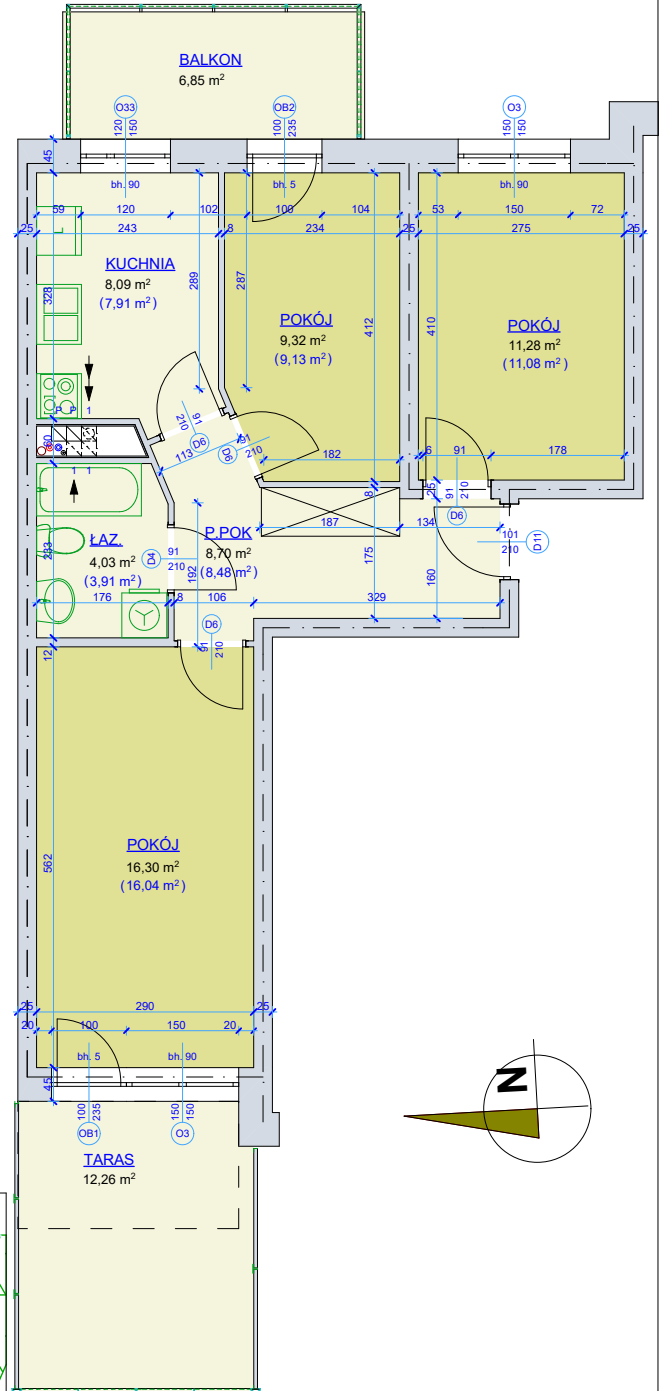 BALKON
6,85 m²
O33
120
150
OB2
100
235
O3
150
150
45
bh. 90
bh. 5
bh. 90
59
120
102
100
104
53
150
72
25
243
8
234
25
275
25
KUCHNIA
8,09 m²
(7,91 m²)
328
289
287
412
410
POKÓJ
9,32 m²
(9,13 m²)
POKÓJ
11,28 m²
(11,08 m²)
L
P P 1
60
91
210
D6
113
91
210
D6
182
6
91
178
1 1
25
91
210
D6
8
187
134
101
210
D11
ŁAZ.
4,03 m²
(3,91 m²)
233
D4
91
210
192
P.POK
8,70 m²
(8,48 m²)
175
160
176
8
106
329
D6
91
210
12
POKÓJ
16,30 m²
(16,04 m²)
562
25
290
25
20
100
150
20
bh. 5
bh. 90
45
100
235
OB1
150
150
O3
N
TARAS
12,26 m²